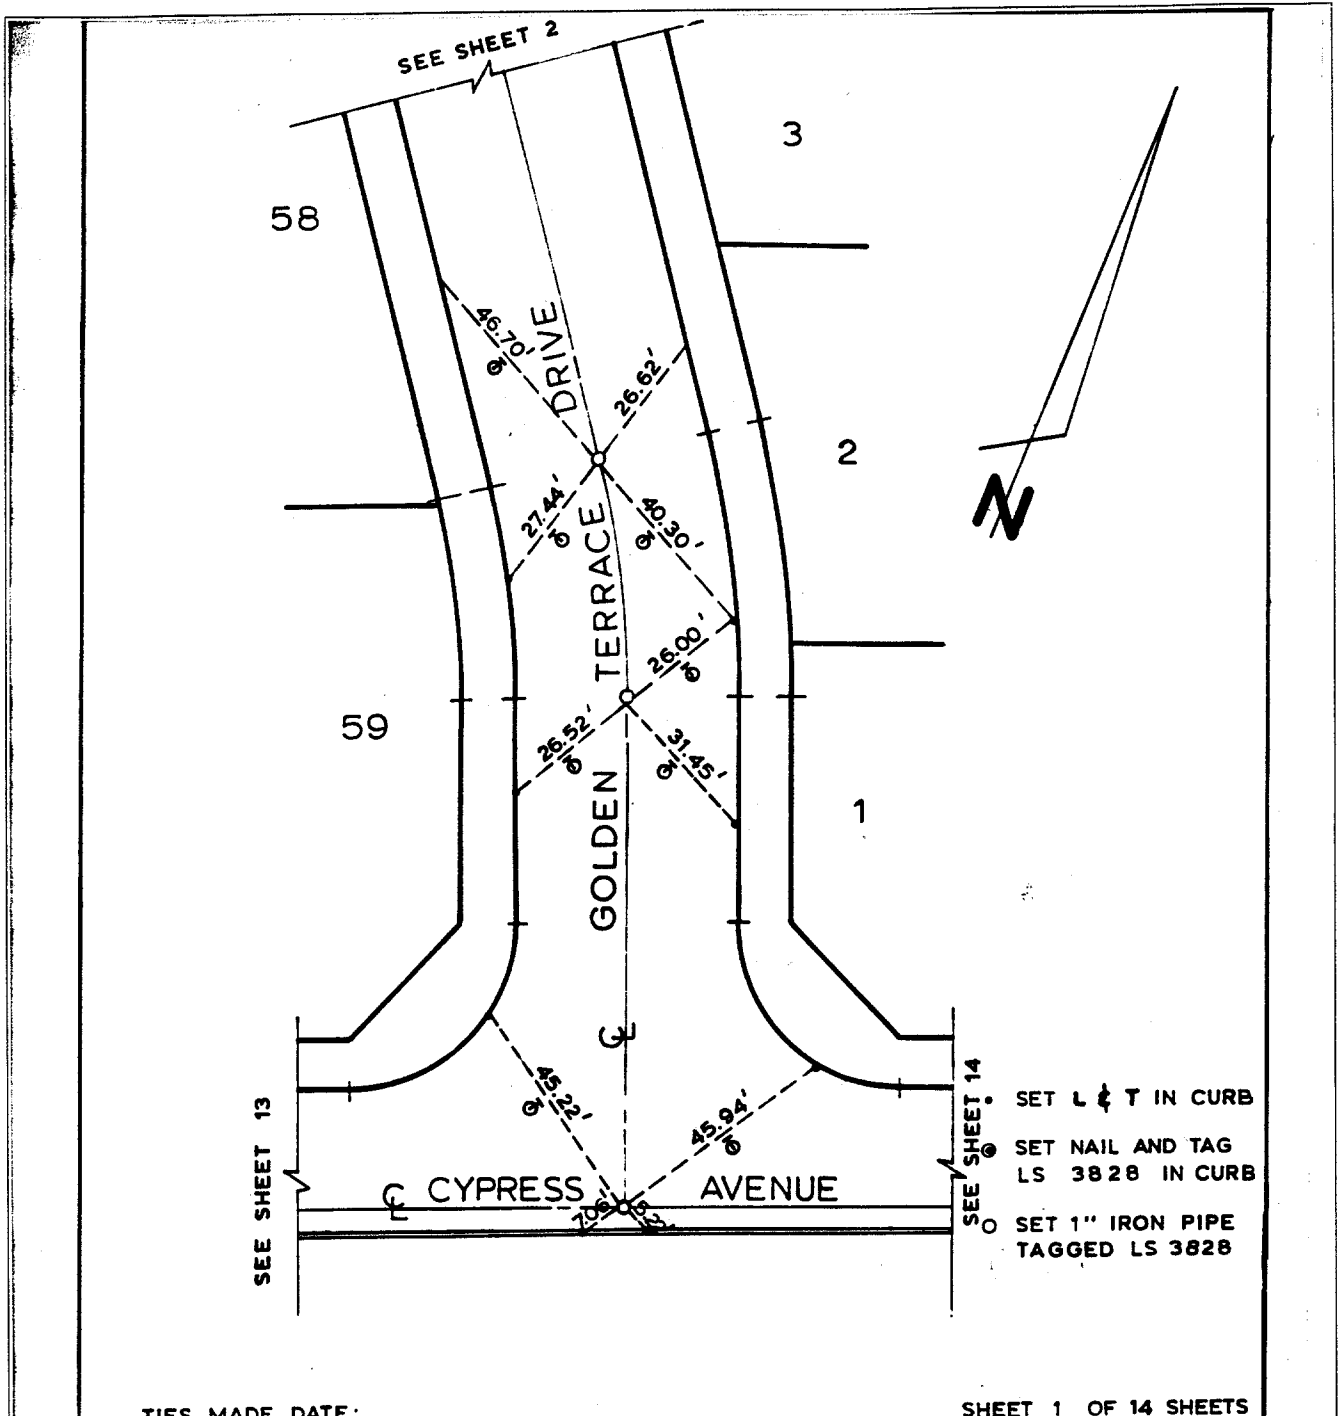 SEE SHEET 2
3
58
46.70'
DRIVE
26.62'
2
27.44'
TERRACE
40.30'
N
26.00'
59
26.52'
31.45'
GOLDEN
1
℄
45.22'
45.94'
SEE SHEET 13
SEE SHEET 14
SET L & T IN CURB
SET NAIL AND TAG
LS 3828 IN CURB
℄ CYPRESS AVENUE
7.06'
SET 1" IRON PIPE
TAGGED LS 3828
TIES MADE DATE:
SHEET 1 OF 14 SHEETS